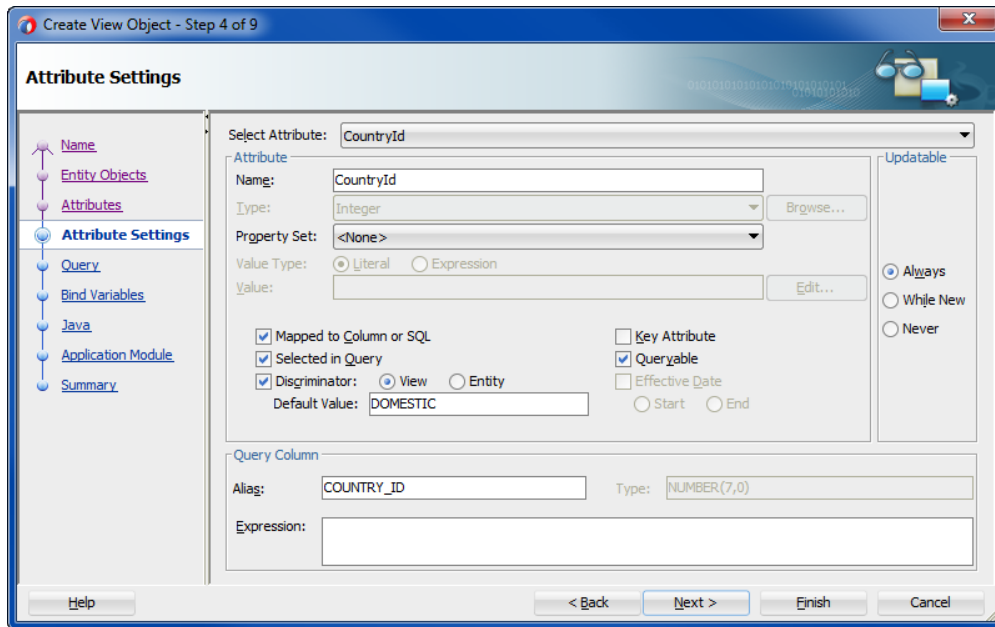 Create View Object - Step 4 of 9
Attribute Settings
Name
Entity Objects
Attributes
Attribute Settings
Query
Bind Variables
Java
Application Module
Summary
Select Attribute: CountryId
Attribute
Name: CountryId
Type: Integer Browse...
Property Set: <None>
Value Type: Literal Expression
Value: Edit...
Mapped to Column or SQL Key Attribute
Selected in Query Queryable
Discriminator: View Entity Effective Date
Default Value: DOMESTIC Start End
Updatable
Always
While New
Never
Query Column
Alias: COUNTRY_ID Type: NUMBER(7,0)
Expression:
Help < Back Next > Finish Cancel